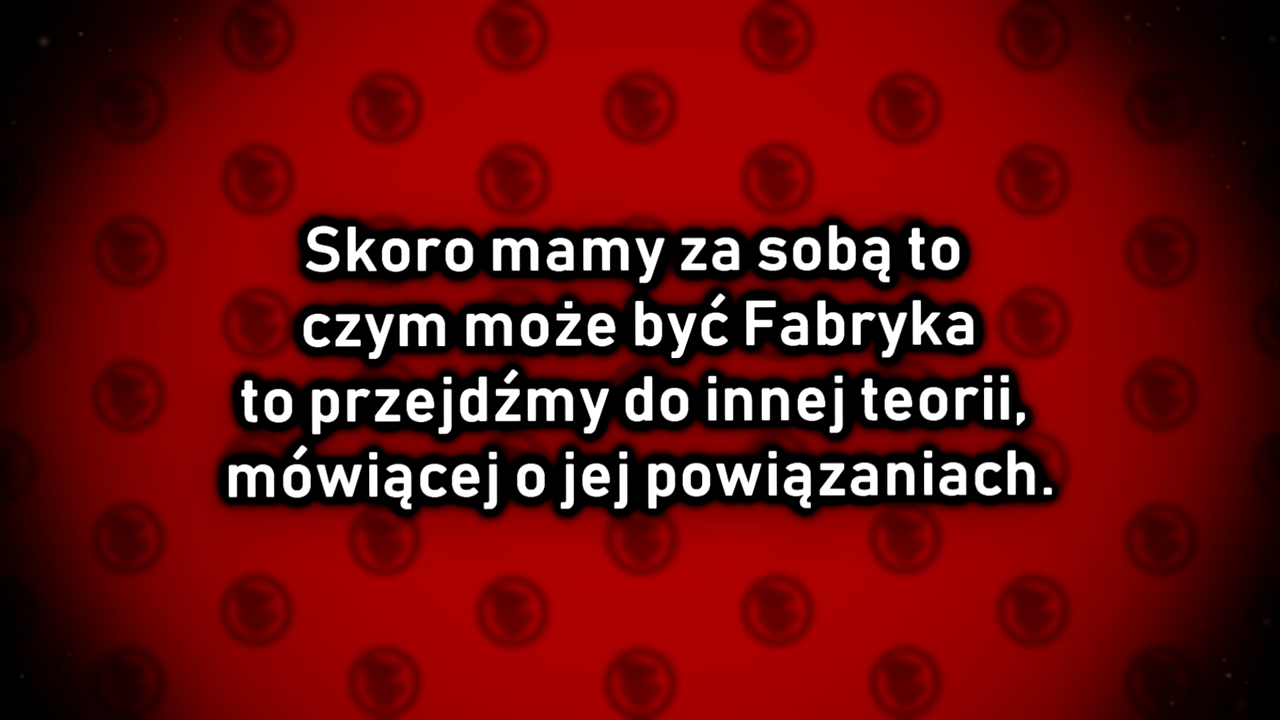 Skoro mamy za sobą to
czym może być Fabryka
to przejdźmy do innej teorii,
mówiącej o jej powiązaniach.